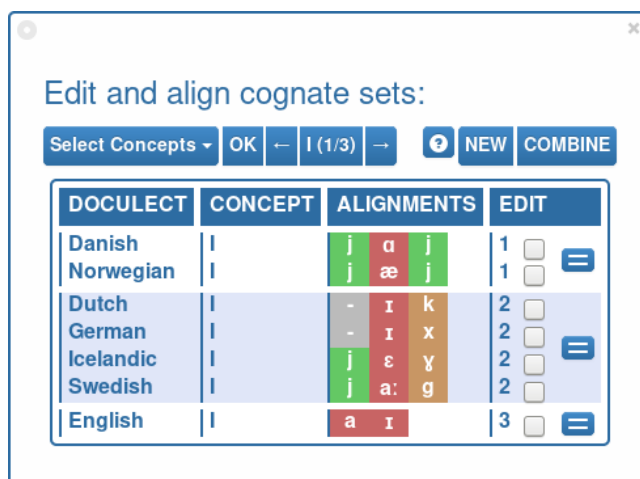 Edit and align cognate sets:
Select Concepts OK ← I (1/3) → ? NEW COMBINE
DOCULECT CONCEPT ALIGNMENTS EDIT
Danish I j ɑ j 1
Norwegian I j æ j 1
Dutch I - ɪ k 2
German I - ɪ x 2
Icelandic I j ɛ ɣ 2
Swedish I j aː g 2
English I a ɪ 3